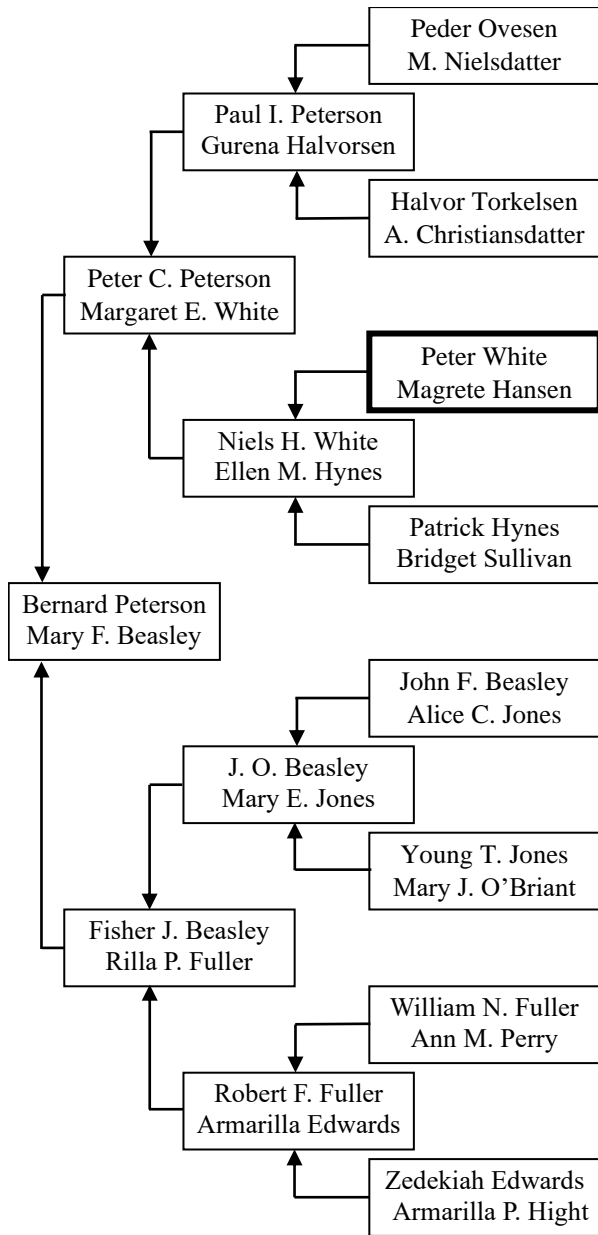 Peder Ovesen
M. Nielsdatter
Paul I. Peterson
Gurena Halvorsen
Halvor Torkelsen
A. Christiansdatter
Peter C. Peterson
Margaret E. White
Peter White
Magrete Hansen
Niels H. White
Ellen M. Hynes
Patrick Hynes
Bridget Sullivan
Bernard Peterson
Mary F. Beasley
John F. Beasley
Alice C. Jones
J. O. Beasley
Mary E. Jones
Young T. Jones
Mary J. O’Briant
Fisher J. Beasley
Rilla P. Fuller
William N. Fuller
Ann M. Perry
Robert F. Fuller
Armarilla Edwards
Zedekiah Edwards
Armarilla P. Hight